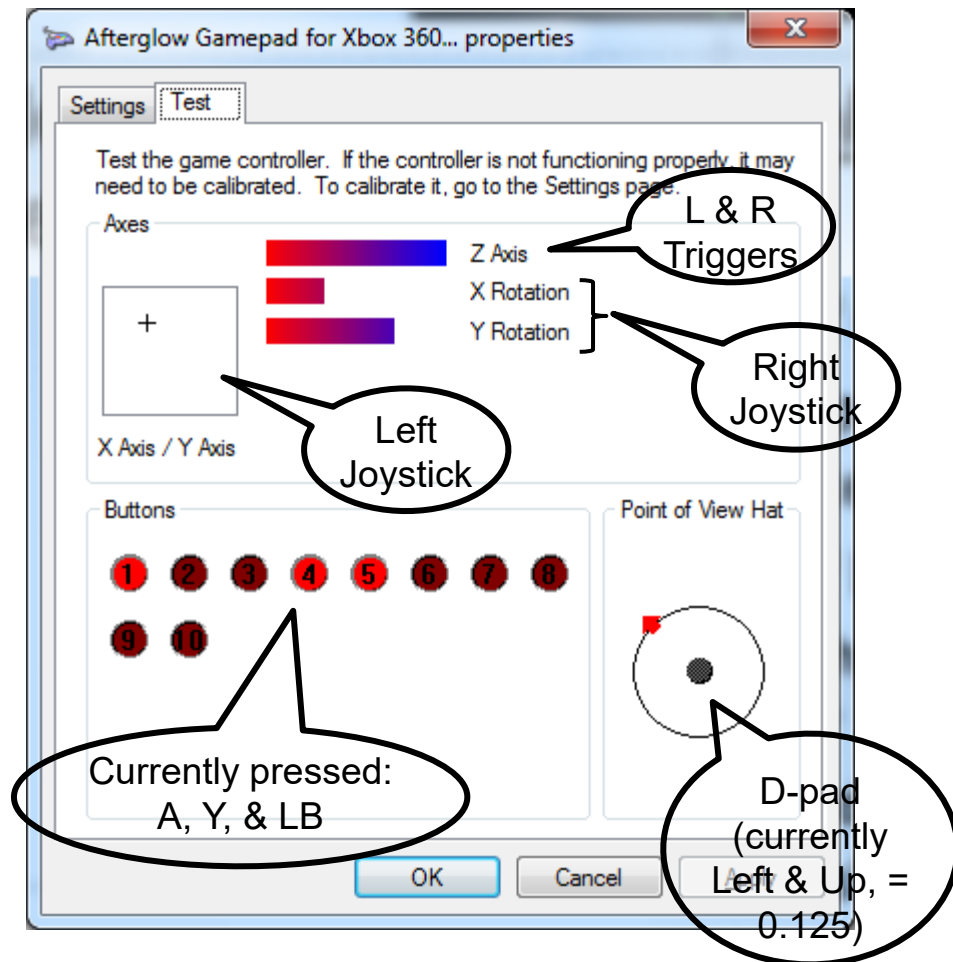 Afterglow Gamepad for Xbox 360... properties
Settings
Test
Test the game controller.  If the controller is not functioning properly, it may
need to be calibrated.  To calibrate it, go to the Settings page.
Axes
Z Axis
X Rotation
Y Rotation
L & R
Triggers
Right
Joystick
Left
Joystick
X Axis / Y Axis
Buttons
1 2 3 4 5 6 7 8
9 10
Point of View Hat
Currently pressed:
A, Y, & LB
D-pad
(currently
Left & Up, =
0.125)
OK
Cancel